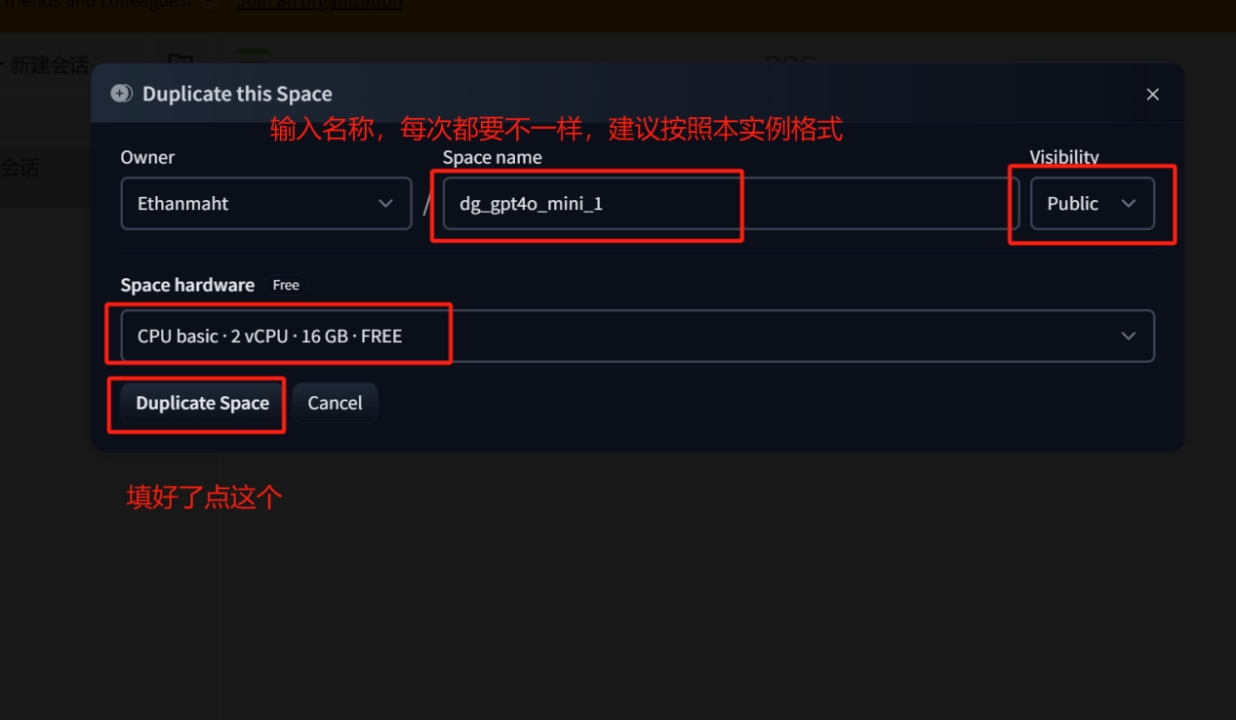 friends and colleagues!
Join an organization
新建会话
Duplicate this Space
输入名称，每次都要不一样，建议按照本实例格式
会话
Owner
Space name
Visibility
Ethanmaht
/
dg_gpt4o_mini_1
Public
Space hardware
Free
CPU basic · 2 vCPU · 16 GB · FREE
Duplicate Space
Cancel
填好了点这个